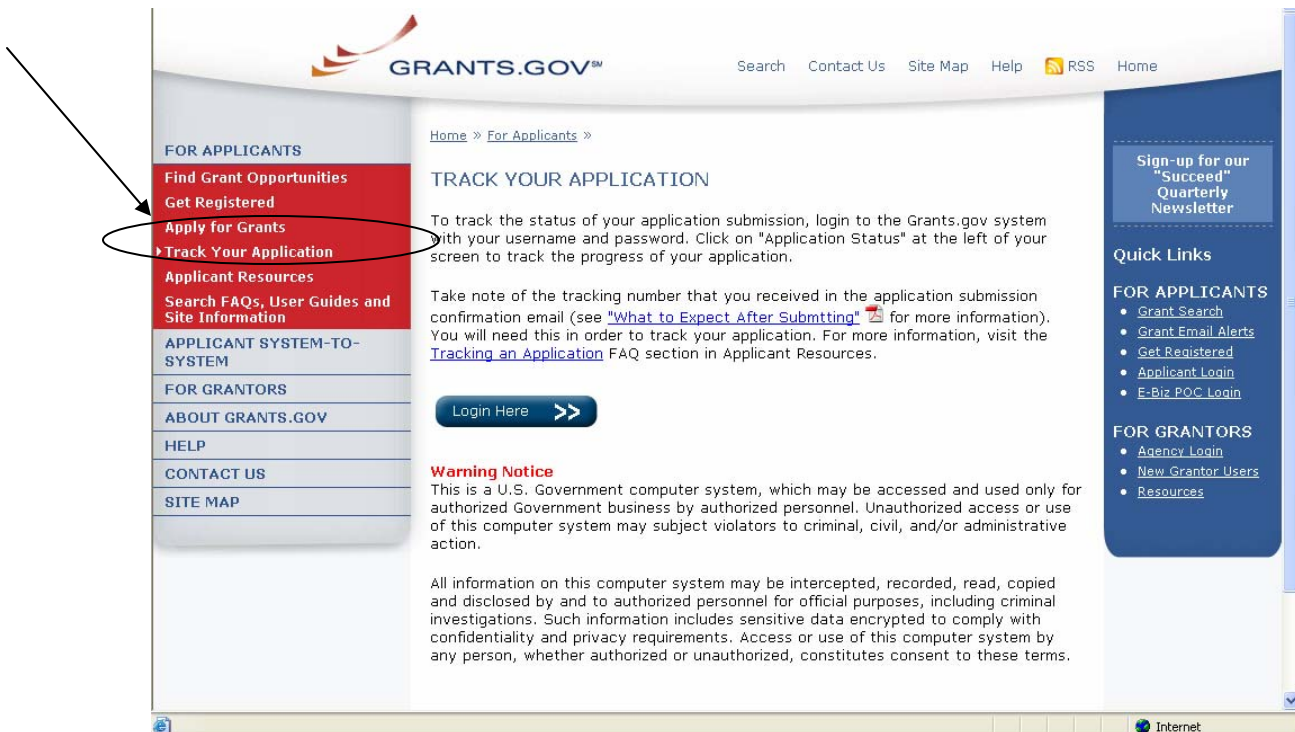 GRANTS.GOV℠
Search Contact Us Site Map Help RSS Home
FOR APPLICANTS
Find Grant Opportunities
Get Registered
Apply for Grants
Track Your Application
Applicant Resources
Search FAQs, User Guides and
Site Information
APPLICANT SYSTEM-TO-
SYSTEM
FOR GRANTORS
ABOUT GRANTS.GOV
HELP
CONTACT US
SITE MAP
Home » For Applicants »
TRACK YOUR APPLICATION
To track the status of your application submission, login to the Grants.gov system
with your username and password. Click on "Application Status" at the left of your
screen to track the progress of your application.
Take note of the tracking number that you received in the application submission
confirmation email (see "What to Expect After Submtting" for more information).
You will need this in order to track your application. For more information, visit the
Tracking an Application FAQ section in Applicant Resources.
Login Here >>
Warning Notice
This is a U.S. Government computer system, which may be accessed and used only for
authorized Government business by authorized personnel. Unauthorized access or use
of this computer system may subject violators to criminal, civil, and/or administrative
action.
All information on this computer system may be intercepted, recorded, read, copied
and disclosed by and to authorized personnel for official purposes, including criminal
investigations. Such information includes sensitive data encrypted to comply with
confidentiality and privacy requirements. Access or use of this computer system by
any person, whether authorized or unauthorized, constitutes consent to these terms.
Sign-up for our
"Succeed"
Quarterly
Newsletter
Quick Links
FOR APPLICANTS
• Grant Search
• Grant Email Alerts
• Get Registered
• Applicant Login
• E-Biz POC Login
FOR GRANTORS
• Agency Login
• New Grantor Users
• Resources
Internet